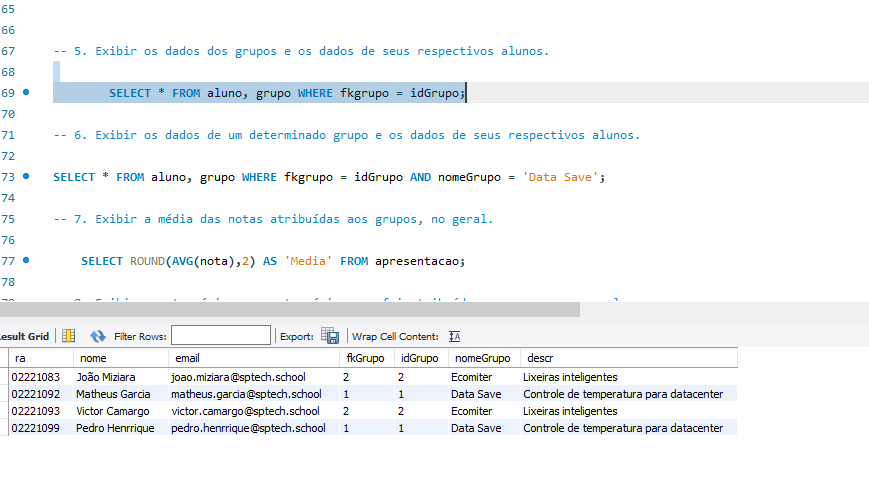 65
66
67 -- 5. Exibir os dados dos grupos e os dados de seus respectivos alunos.
68
69 SELECT * FROM aluno, grupo WHERE fkgrupo = idGrupo;
70
71 -- 6. Exibir os dados de um determinado grupo e os dados de seus respectivos alunos.
72
73 SELECT * FROM aluno, grupo WHERE fkgrupo = idGrupo AND nomeGrupo = 'Data Save';
74
75 -- 7. Exibir a média das notas atribuídas aos grupos, no geral.
76
77 SELECT ROUND(AVG(nota),2) AS 'Media' FROM apresentacao;
78
esult Grid Filter Rows: Export: Wrap Cell Content:
ra nome email fkGrupo idGrupo nomeGrupo descr
02221083 João Miziara joao.miziara@sptech.school 2 2 Ecomiter Lixeiras inteligentes
02221092 Matheus Garcia matheus.garcia@sptech.school 1 1 Data Save Controle de temperatura para datacenter
02221093 Victor Camargo victor.camargo@sptech.school 2 2 Ecomiter Lixeiras inteligentes
02221099 Pedro Henrrique pedro.henrrique@sptech.school 1 1 Data Save Controle de temperatura para datacenter